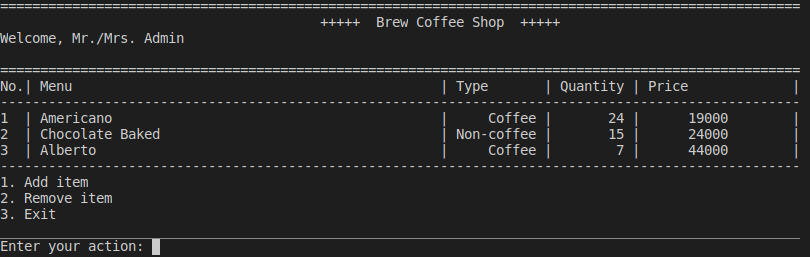 ====================================================================================================
+++++  Brew Coffee Shop  +++++
Welcome, Mr./Mrs. Admin
====================================================================================================
No.| Menu                                              | Type       | Quantity | Price             |
----------------------------------------------------------------------------------------------------
1  | Americano                                         |     Coffee |       24 |      19000        |
2  | Chocolate Baked                                   | Non-coffee |       15 |      24000        |
3  | Alberto                                           |     Coffee |        7 |      44000        |
----------------------------------------------------------------------------------------------------
1. Add item
2. Remove item
3. Exit
____________________________________________________________________________________________________
Enter your action: